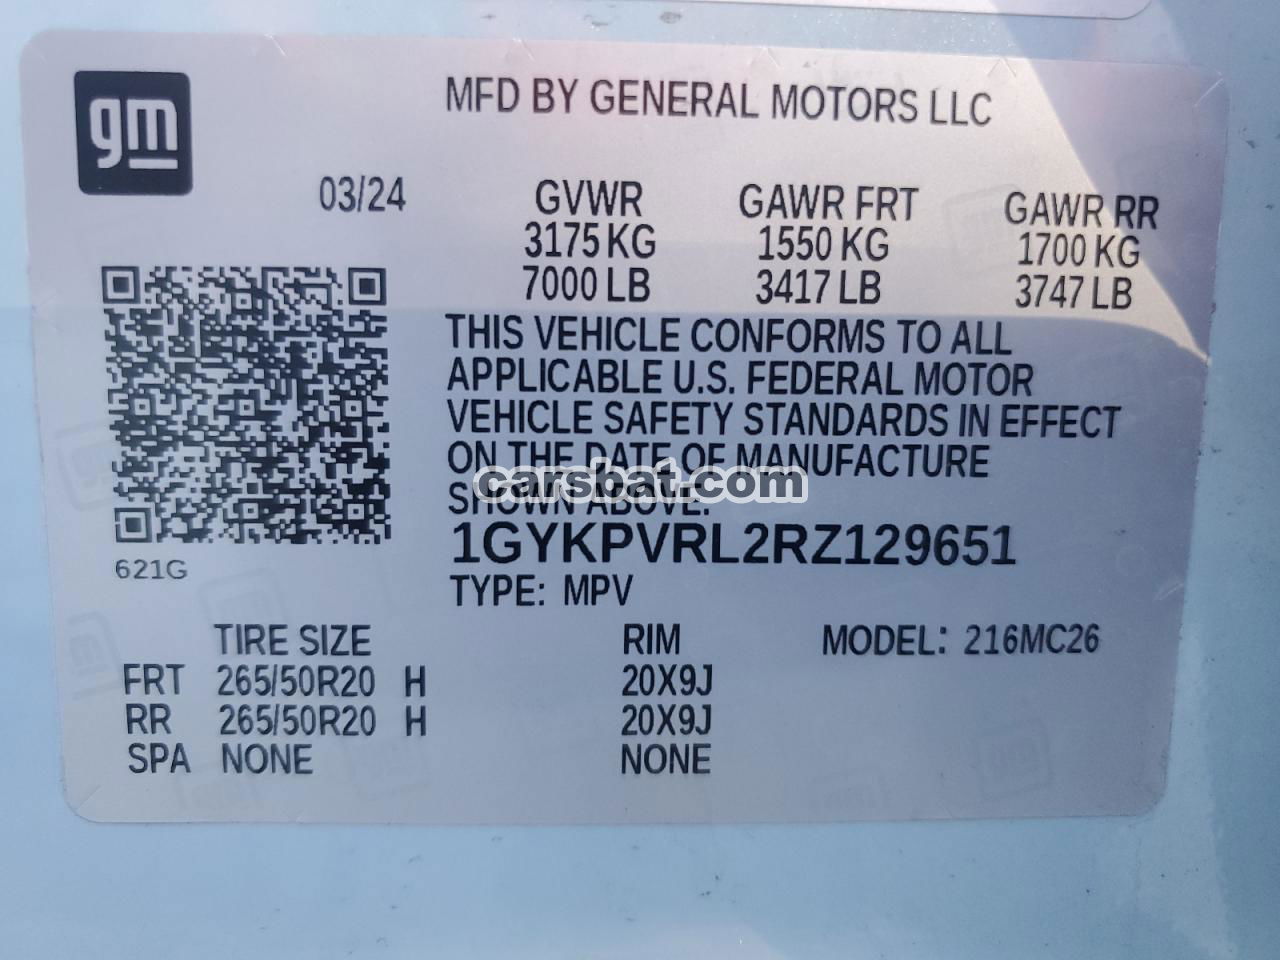 gm
MFD BY GENERAL MOTORS LLC
03/24
GVWR GAWR FRT GAWR RR
3175 KG 1550 KG 1700 KG
7000 LB 3417 LB 3747 LB
THIS VEHICLE CONFORMS TO ALL
APPLICABLE U.S. FEDERAL MOTOR
VEHICLE SAFETY STANDARDS IN EFFECT
ON THE DATE OF MANUFACTURE
carsbat.com
SHOWN ABOVE.
1GYKPVRL2RZ129651
621G
TYPE: MPV
TIRE SIZE RIM MODEL: 216MC26
FRT 265/50R20 H 20X9J
RR 265/50R20 H 20X9J
SPA NONE NONE